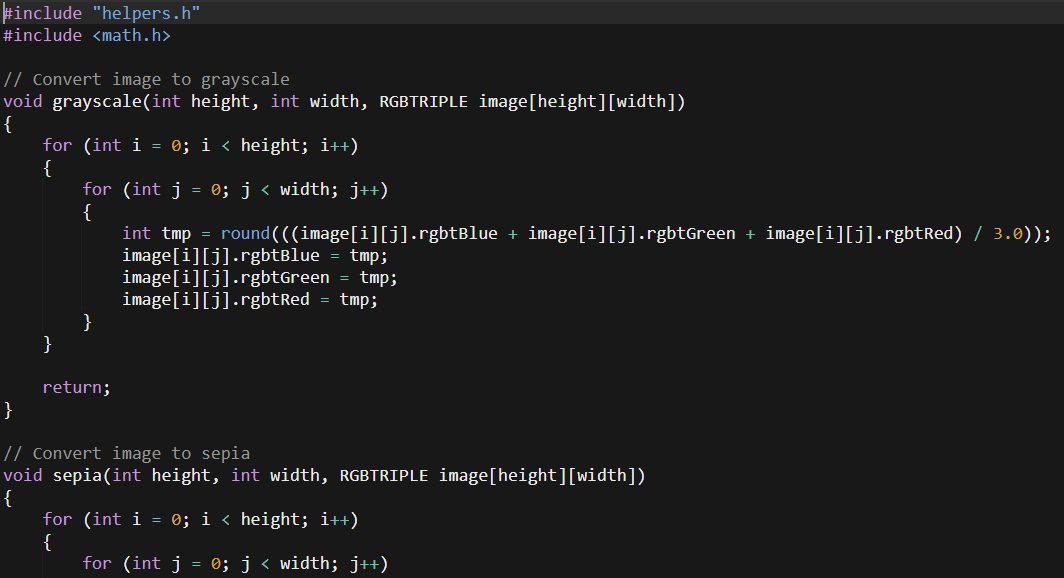 #include "helpers.h"
#include <math.h>

// Convert image to grayscale
void grayscale(int height, int width, RGBTRIPLE image[height][width])
{
    for (int i = 0; i < height; i++)
    {
        for (int j = 0; j < width; j++)
        {
            int tmp = round(((image[i][j].rgbtBlue + image[i][j].rgbtGreen + image[i][j].rgbtRed) / 3.0));
            image[i][j].rgbtBlue = tmp;
            image[i][j].rgbtGreen = tmp;
            image[i][j].rgbtRed = tmp;
        }
    }

    return;
}

// Convert image to sepia
void sepia(int height, int width, RGBTRIPLE image[height][width])
{
    for (int i = 0; i < height; i++)
    {
        for (int j = 0; j < width; j++)